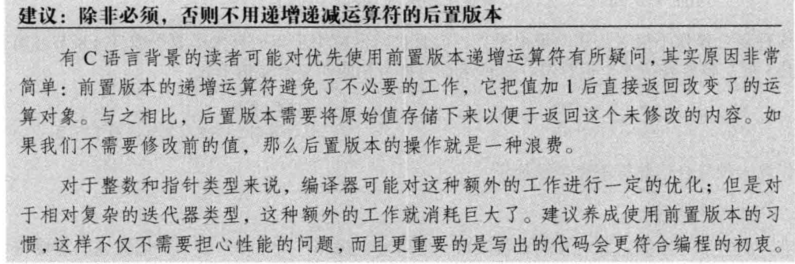 建议：除非必须，否则不用递增递减运算符的后置版本
有 C 语言背景的读者可能对优先使用前置版本递增运算符有所疑问，其实原因非常
简单：前置版本的递增运算符避免了不必要的工作，它把值加 1 后直接返回改变了的运
算对象。与之相比，后置版本需要将原始值存储下来以便于返回这个未修改的内容。如
果我们不需要修改前的值，那么后置版本的操作就是一种浪费。
对于整数和指针类型来说，编译器可能对这种额外的工作进行一定的优化；但是对
于相对复杂的迭代器类型，这种额外的工作就消耗巨大了。建议养成使用前置版本的习
惯，这样不仅不需要担心性能的问题，而且更重要的是写出的代码会更符合编程的初衷。